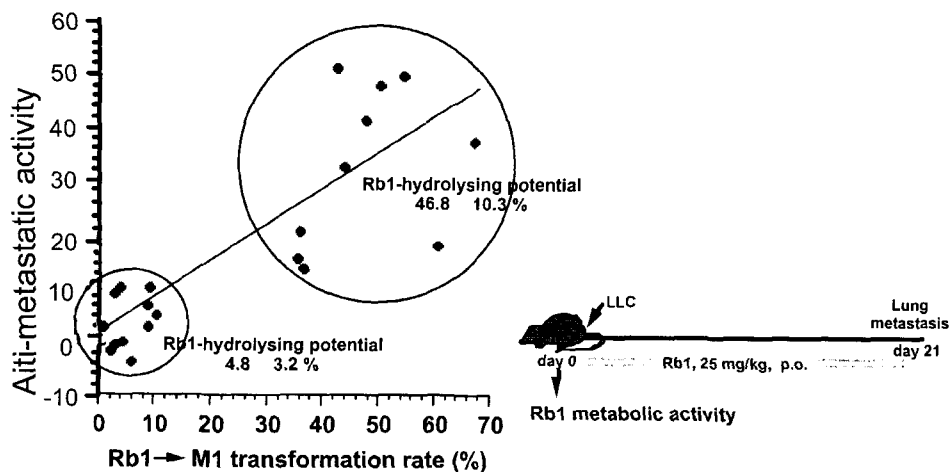 60
50
40
30
20
10
0
-10
Aiti-metastatic activity
Rb1-hydrolysing potential
46.8 10.3 %
Rb1-hydrolysing potential
4.8 3.2 %
0 10 20 30 40 50 60 70
Rb1→ M1 transformation rate (%)
LLC
Lung
metastasis
day 0
Rb1, 25 mg/kg, p.o.
day 21
Rb1 metabolic activity